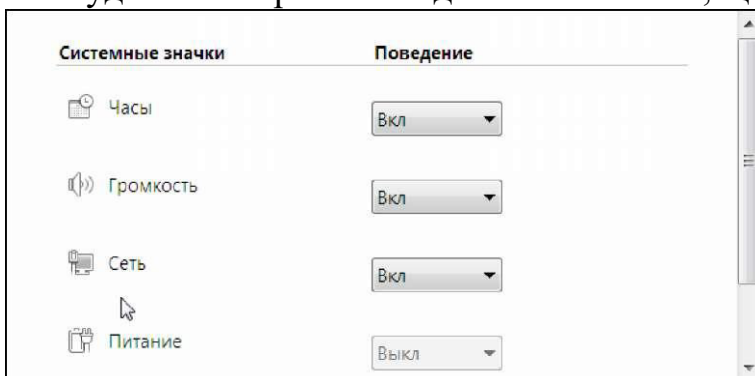 Системные значки Поведение
Часы Вкл
Громкость Вкл
Сеть Вкл
Питание Выкл